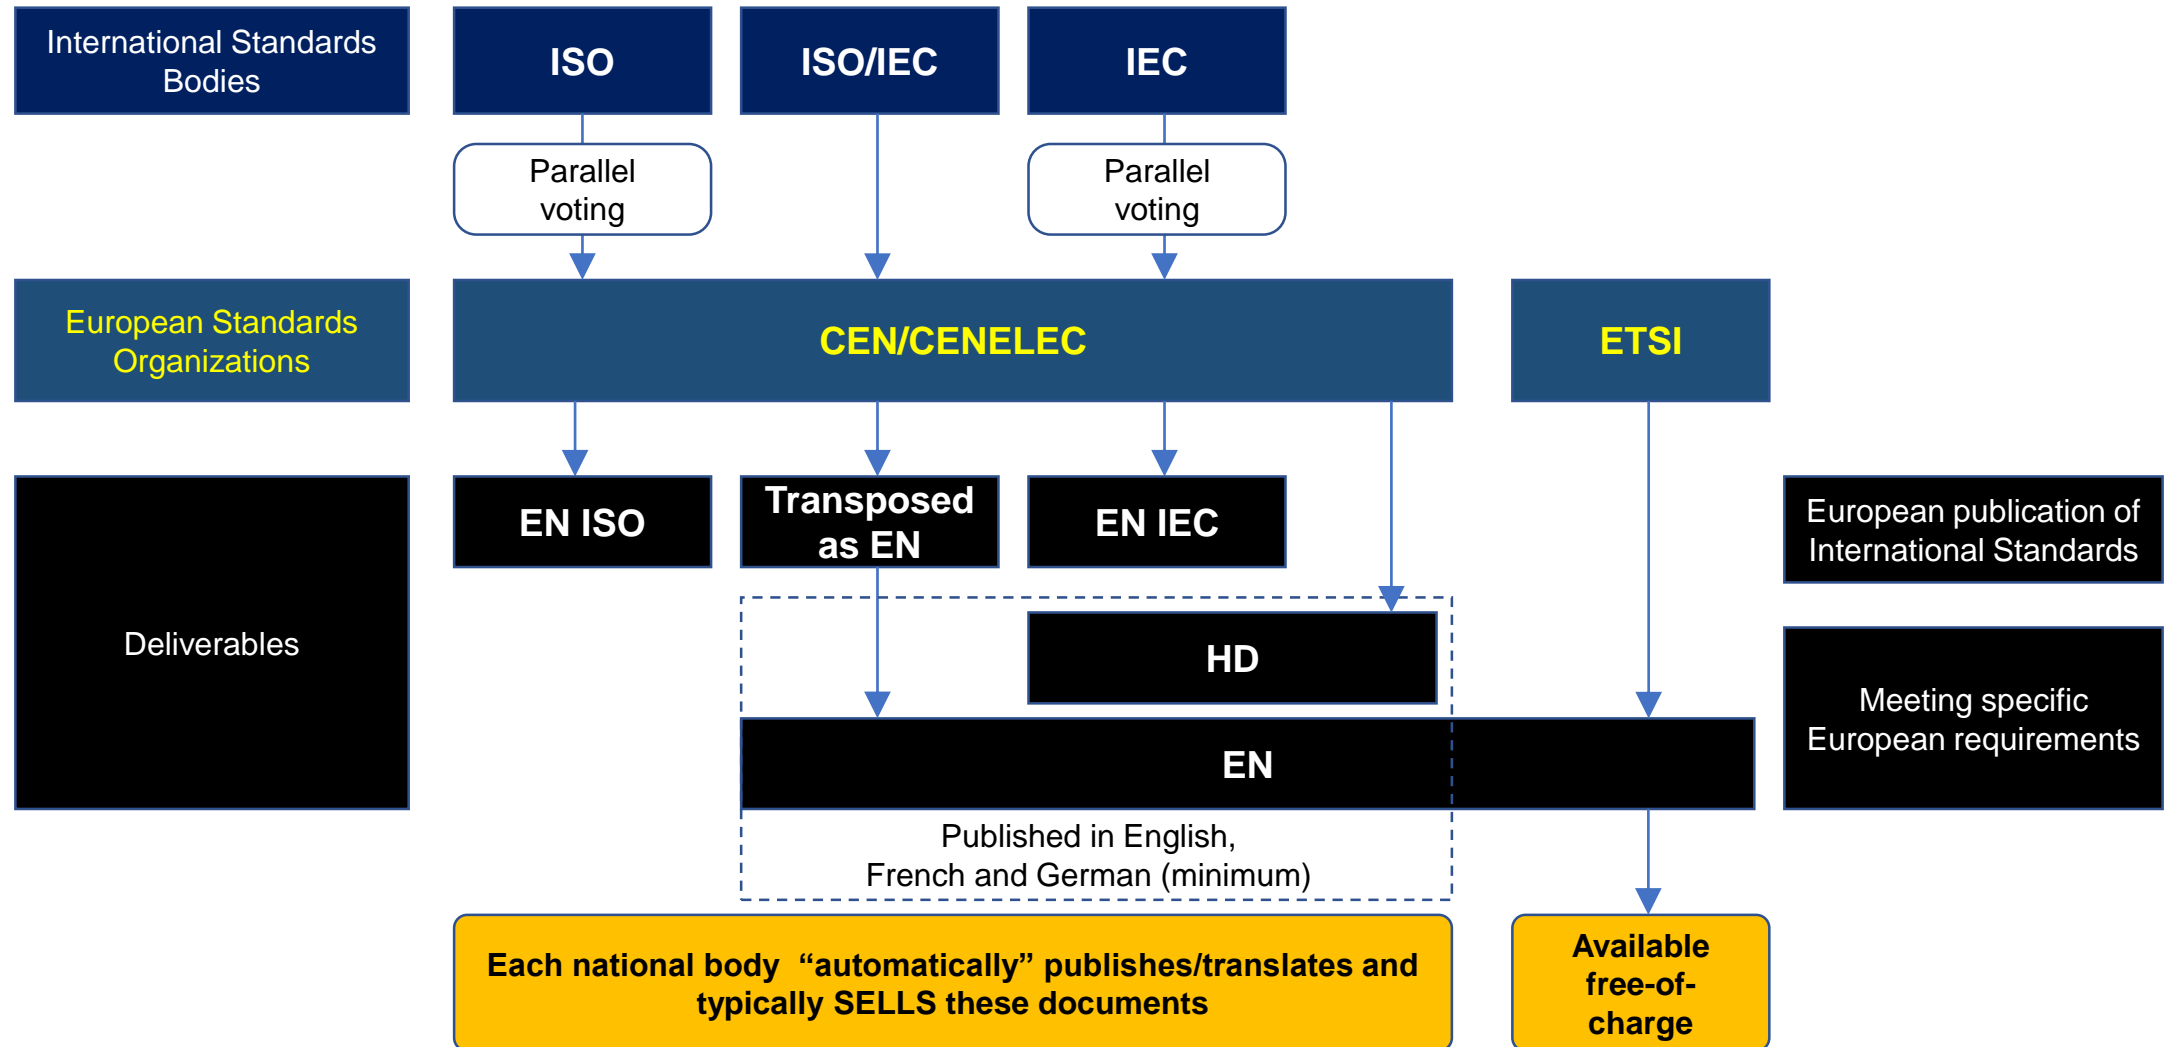 International Standards
Bodies
ISO
ISO/IEC
IEC
Parallel
voting
Parallel
voting
European Standards
Organizations
CEN/CENELEC
ETSI
Deliverables
EN ISO
Transposed
as EN
EN IEC
European publication of
International Standards
HD
Meeting specific
European requirements
EN
Published in English,
French and German (minimum)
Each national body “automatically” publishes/translates and
typically SELLS these documents
Available
free-of-
charge